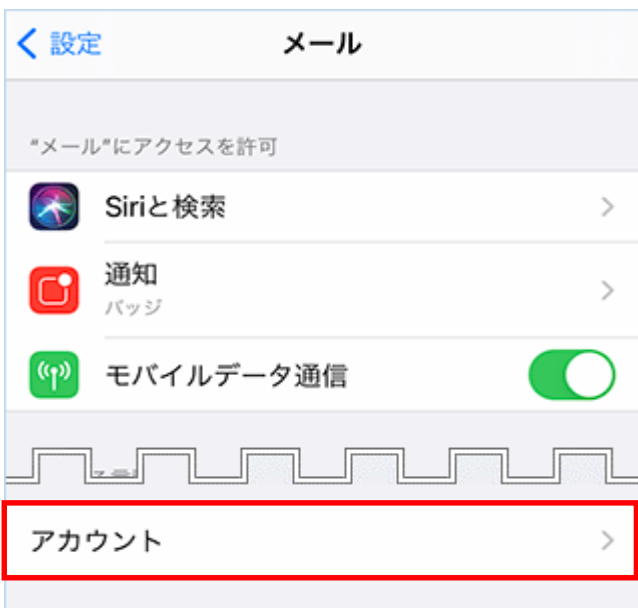 設定 メール
“メール”にアクセスを許可
Siriと検索
通知
バッジ
モバイルデータ通信
アカウント